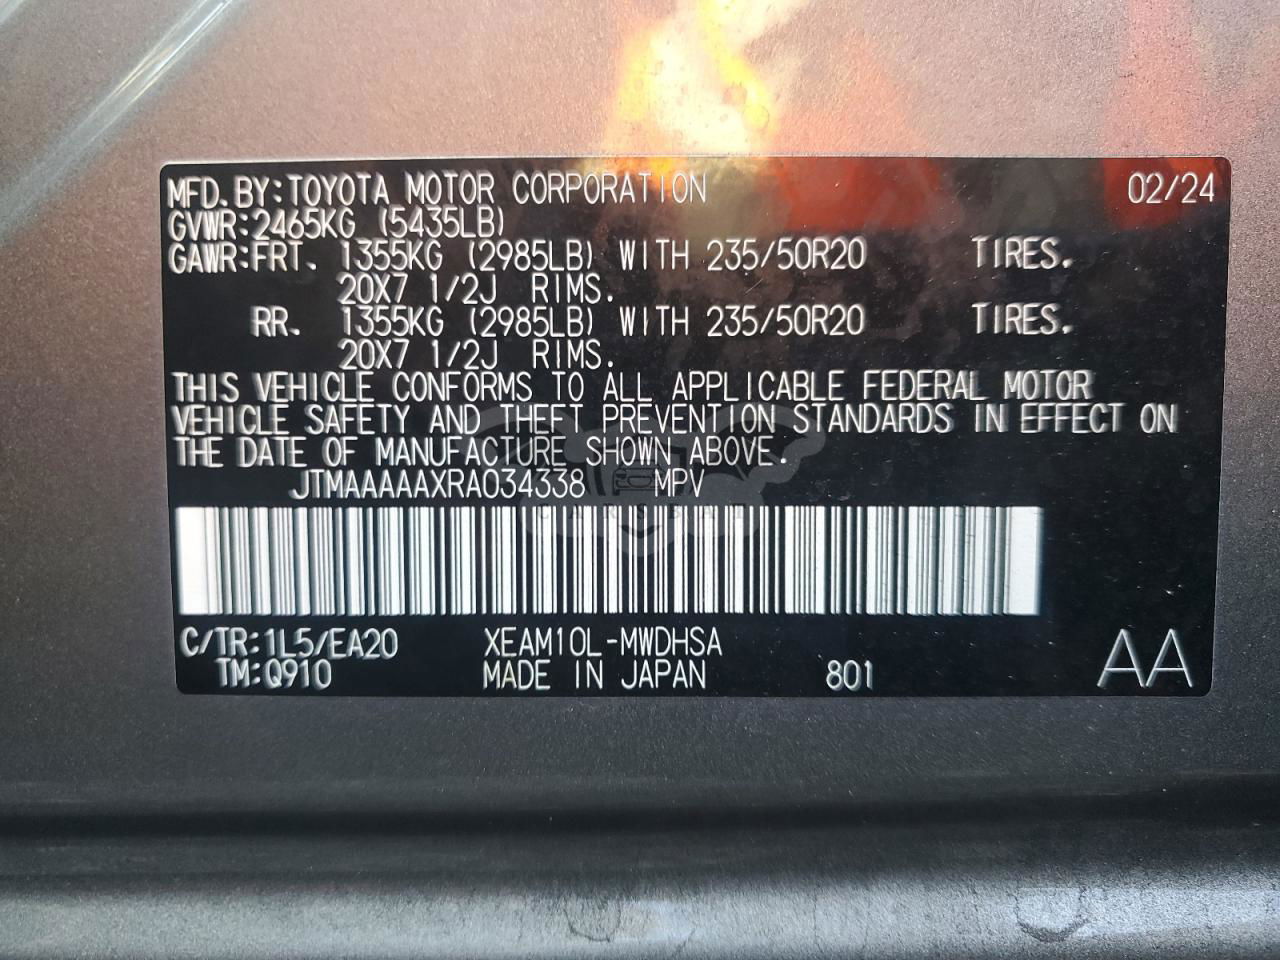 MFD.BY:TOYOTA MOTOR CORPORATION 02/24
GVWR:2465KG (5435LB)
GAWR:FRT. 1355KG (2985LB) WITH 235/50R20 TIRES.
20X7 1/2J RIMS.
RR. 1355KG (2985LB) WITH 235/50R20 TIRES.
20X7 1/2J RIMS.
THIS VEHICLE CONFORMS TO ALL APPLICABLE FEDERAL MOTOR
VEHICLE SAFETY AND THEFT PREVENTION STANDARDS IN EFFECT ON
THE DATE OF MANUFACTURE SHOWN ABOVE.
JTMAAAAAXRA034338 MPV
CARSBAT
C/TR:1L5/EA20 XEAM10L-MWDHSA
TM:Q910 MADE IN JAPAN 801 AA